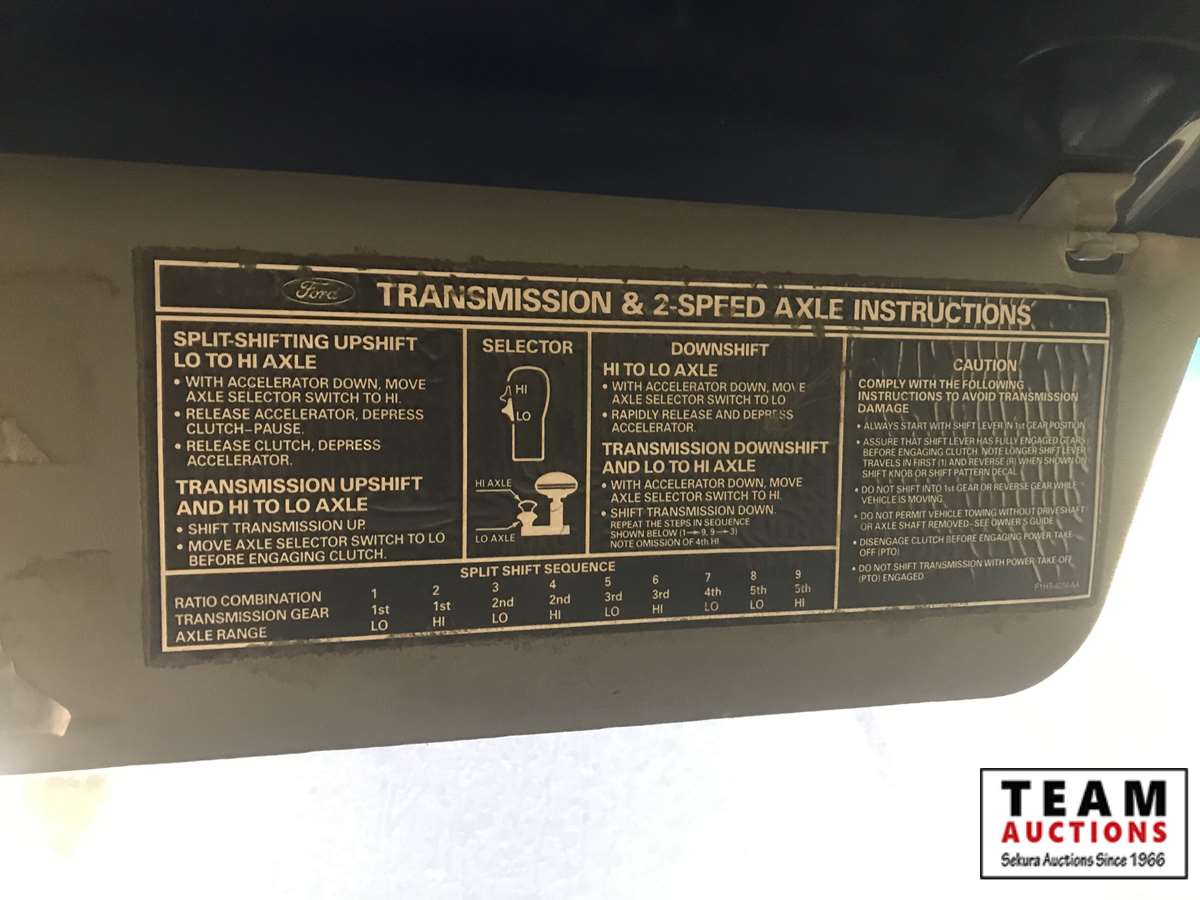 Ford TRANSMISSION & 2-SPEED AXLE INSTRUCTIONS
SPLIT-SHIFTING UPSHIFT
LO TO HI AXLE
• WITH ACCELERATOR DOWN, MOVE
AXLE SELECTOR SWITCH TO HI.
• RELEASE ACCELERATOR, DEPRESS
CLUTCH–PAUSE.
• RELEASE CLUTCH, DEPRESS
ACCELERATOR.
TRANSMISSION UPSHIFT
AND HI TO LO AXLE
• SHIFT TRANSMISSION UP.
• MOVE AXLE SELECTOR SWITCH TO LO
BEFORE ENGAGING CLUTCH.
SELECTOR
HI
LO
HI AXLE
LO AXLE
DOWNSHIFT
HI TO LO AXLE
• WITH ACCELERATOR DOWN, MOVE
AXLE SELECTOR SWITCH TO LO
• RAPIDLY RELEASE AND DEPRESS
ACCELERATOR.
TRANSMISSION DOWNSHIFT
AND LO TO HI AXLE
• WITH ACCELERATOR DOWN, MOVE
AXLE SELECTOR SWITCH TO HI.
• SHIFT TRANSMISSION DOWN.
REPEAT THE STEPS IN SEQUENCE
SHOWN BELOW (1→9, 9→3)
NOTE OMISSION OF 4th HI
CAUTION
COMPLY WITH THE FOLLOWING
INSTRUCTIONS TO AVOID TRANSMISSION
DAMAGE
• ALWAYS START WITH SHIFT LEVER IN 1st GEAR POSITION
• ASSURE THAT SHIFT LEVER HAS FULLY ENGAGED GEARS
BEFORE ENGAGING CLUTCH. NOTE LONGER SHIFT LEVER
TRAVELS IN FIRST (1) AND REVERSE (R) WHEN SHOWN ON
SHIFT KNOB OR SHIFT PATTERN DECAL
• DO NOT SHIFT INTO 1st GEAR OR REVERSE GEAR WHILE
VEHICLE IS MOVING
• DO NOT PERMIT VEHICLE TOWING WITHOUT DRIVESHAFT
OR AXLE SHAFT REMOVED–SEE OWNER'S GUIDE
• DISENGAGE CLUTCH BEFORE ENGAGING POWER TAKE
OFF (PTO)
• DO NOT SHIFT TRANSMISSION WITH POWER TAKE-OFF
(PTO) ENGAGED
SPLIT SHIFT SEQUENCE
RATIO COMBINATION 1 2 3 4 5 6 7 8 9
TRANSMISSION GEAR 1st 1st 2nd 2nd 3rd 3rd 4th 5th 5th
AXLE RANGE LO HI LO HI LO HI LO LO HI
TEAM
AUCTIONS
Sekura Auctions Since 1966